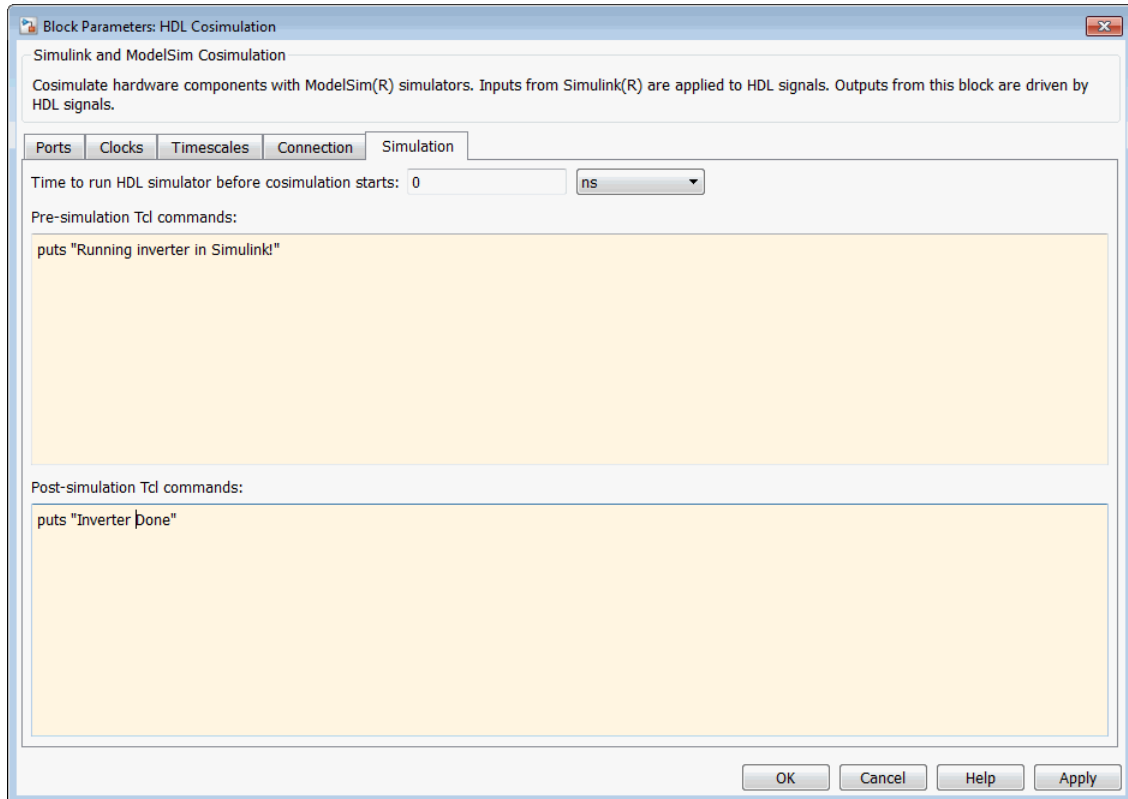 Block Parameters: HDL Cosimulation
Simulink and ModelSim Cosimulation
Cosimulate hardware components with ModelSim(R) simulators. Inputs from Simulink(R) are applied to HDL signals. Outputs from this block are driven by
HDL signals.
Ports Clocks Timescales Connection Simulation
Time to run HDL simulator before cosimulation starts: 0 ns
Pre-simulation Tcl commands:
puts "Running inverter in Simulink!"
Post-simulation Tcl commands:
puts "Inverter Done"
OK Cancel Help Apply